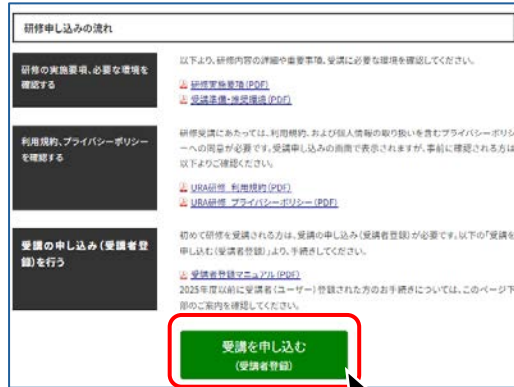 研修申し込みの流れ
研修の実施要項、必要な環境を
確認する
以下より、研修内容の詳細や重要事項、受講に必要な環境を確認してください。
研修実施要項(PDF)
受講準備・推奨環境(PDF)
利用規約、プライバシーポリシー
を確認する
研修受講にあたっては、利用規約、および個人情報の取り扱いを含むプライバシーポリシ
ーへの同意が必要です。受講申し込みの画面で表示されますが、事前に確認される方は
以下よりご確認ください。
URA研修 利用規約(PDF)
URA研修 プライバシーポリシー(PDF)
受講の申し込み(受講者登
録)を行う
初めて研修を受講される方は、受講の申し込み(受講者登録)が必要です。以下の「受講を
申し込む(受講者登録)」より、手続きしてください。
受講者登録マニュアル(PDF)
2025年度以前に受講者(ユーザー)登録された方のお手続きについては、このページ下
部のご案内を確認してください。
受講を申し込む
(受講者登録)